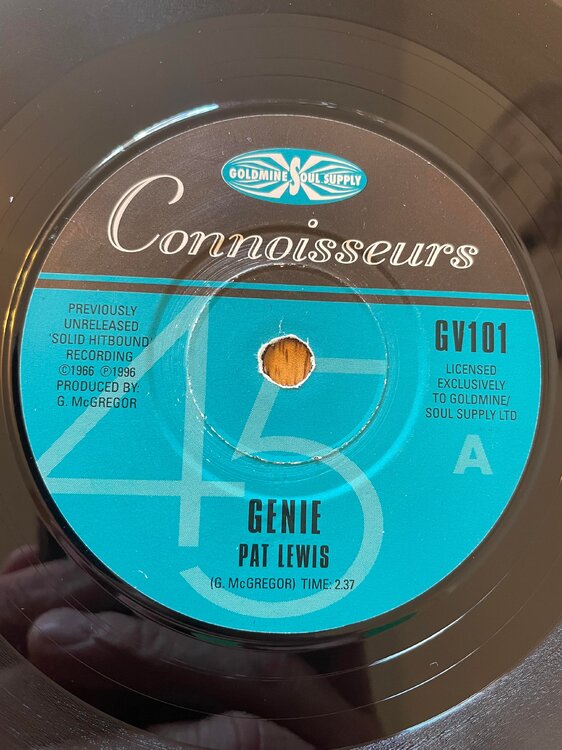 GOLDMINE SOUL SUPPLY
Connoisseurs
PREVIOUSLY
UNRELEASED
'SOLID HITBOUND'
RECORDING
©1966 ℗1996
PRODUCED BY:
G. McGREGOR
GV101
LICENSED
EXCLUSIVELY
TO GOLDMINE/
SOUL SUPPLY LTD
A
45
GENIE
PAT LEWIS
(G. McGREGOR) TIME: 2.37